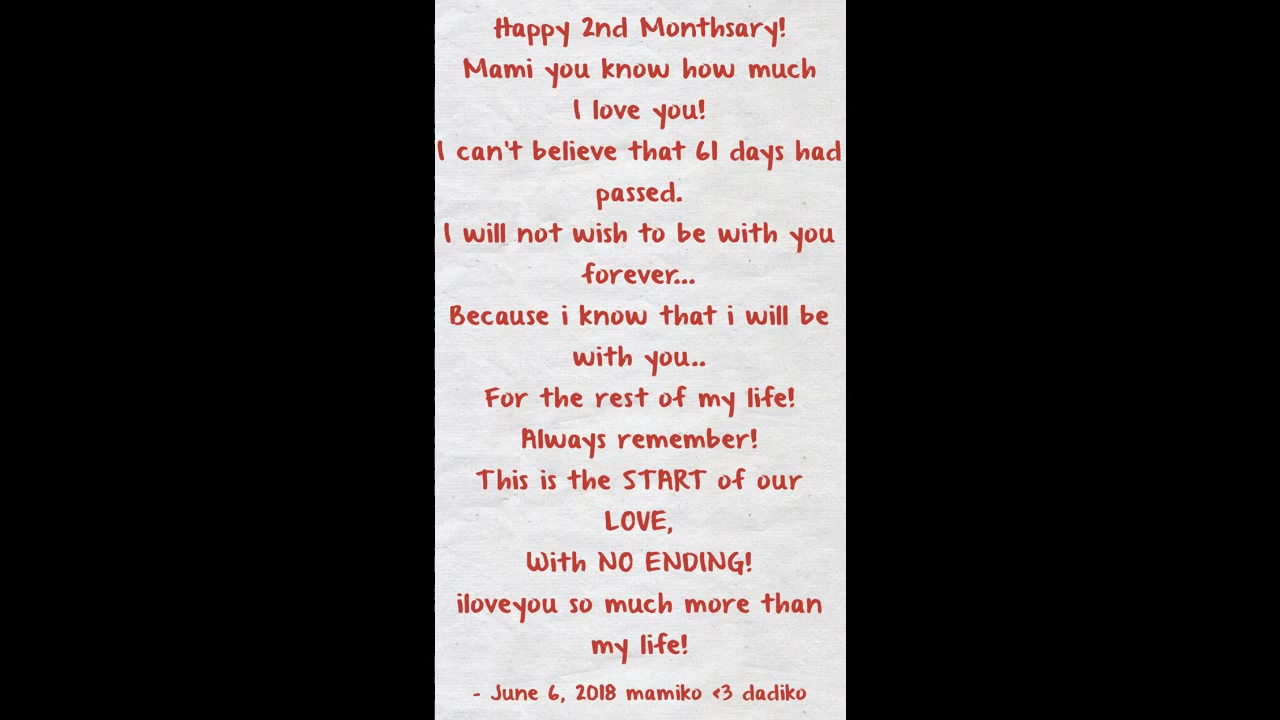 Happy 2nd Monthsary!
Mami you know how much
I love you!
I can't believe that 61 days had
passed.
I will not wish to be with you
forever...
Because i know that i will be
with you..
For the rest of my life!
Always remember!
This is the START of our
LOVE,
With NO ENDING!
iloveyou so much more than
my life!
- June 6, 2018 mamiko <3 dadiko